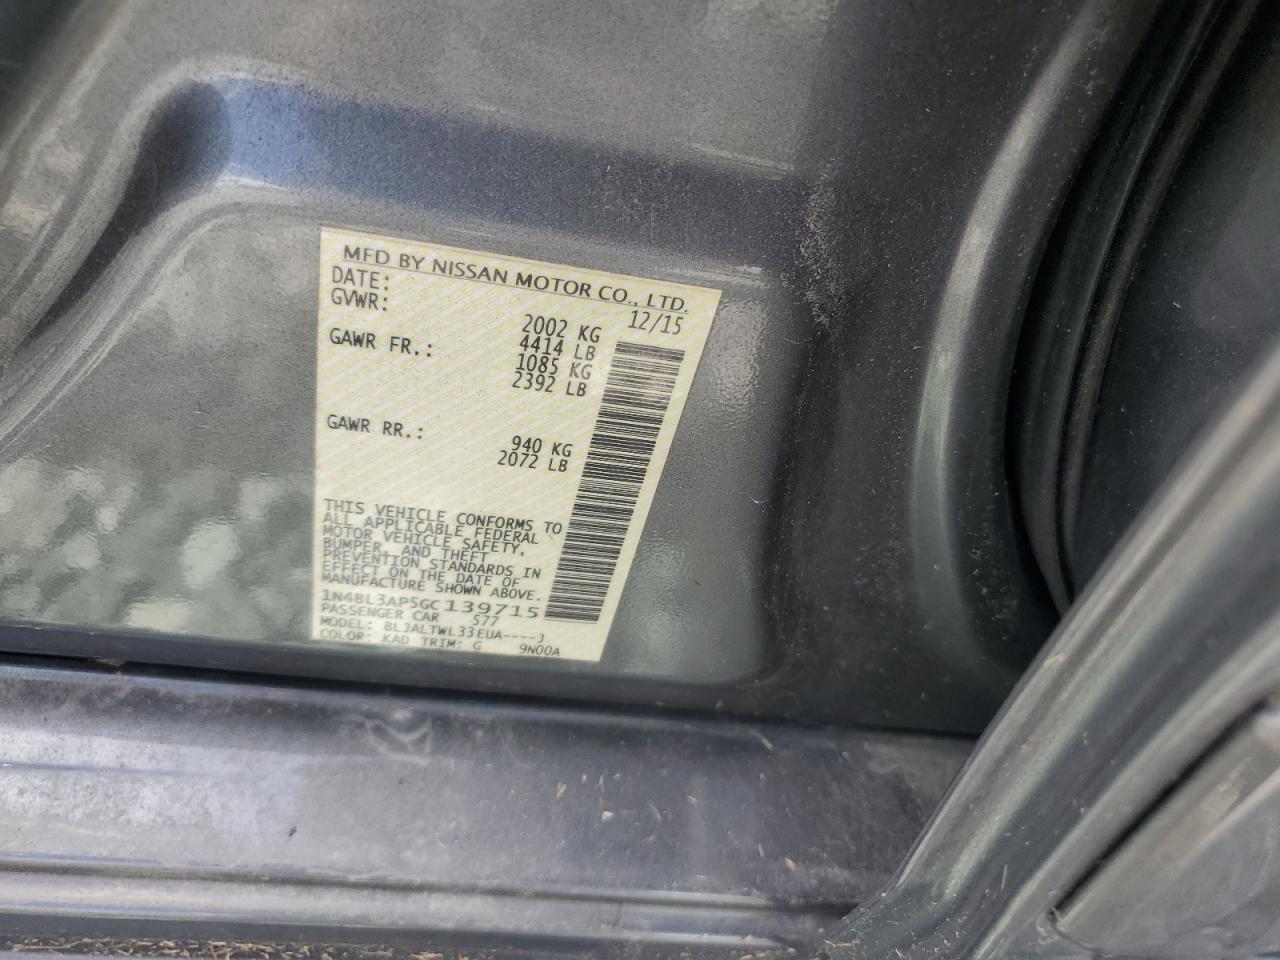 MFD BY NISSAN MOTOR CO., LTD.
DATE: 12/15
GVWR: 2002 KG
4414 LB
GAWR FR.: 1085 KG
2392 LB
GAWR RR.: 940 KG
2072 LB
THIS VEHICLE CONFORMS TO
ALL APPLICABLE FEDERAL
MOTOR VEHICLE SAFETY,
BUMPER, AND THEFT
PREVENTION STANDARDS IN
EFFECT ON THE DATE OF
MANUFACTURE SHOWN ABOVE.
1N4BL3AP5GC139715
PASSENGER CAR 577
MODEL: BLJALTWL33EUA----J
COLOR: KAD TRIM: G 9N00A